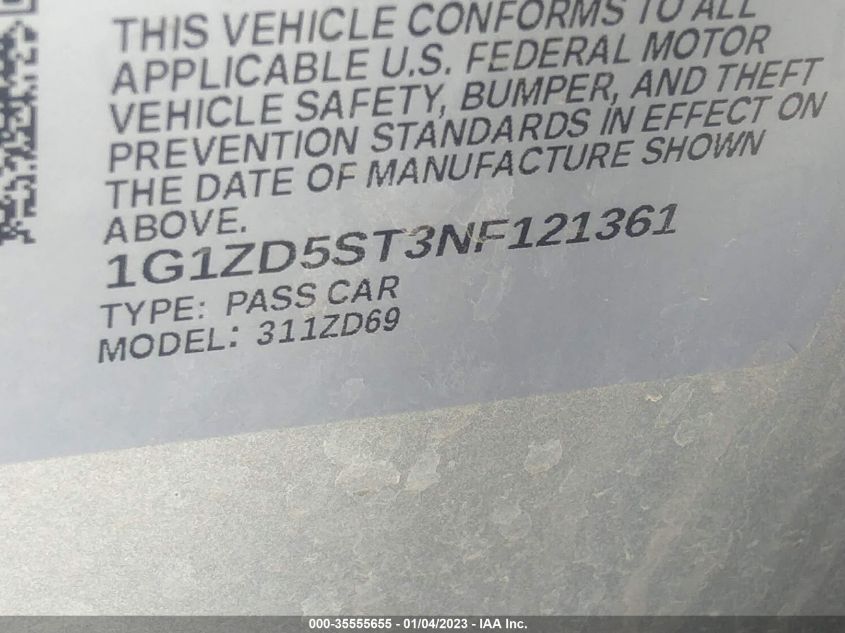 THIS VEHICLE CONFORMS TO ALL
APPLICABLE U.S. FEDERAL MOTOR
VEHICLE SAFETY, BUMPER, AND THEFT
PREVENTION STANDARDS IN EFFECT ON
THE DATE OF MANUFACTURE SHOWN
ABOVE.
1G1ZD5ST3NF121361
TYPE: PASS CAR
MODEL: 311ZD69
000-35555655 - 01/04/2023 - IAA Inc.